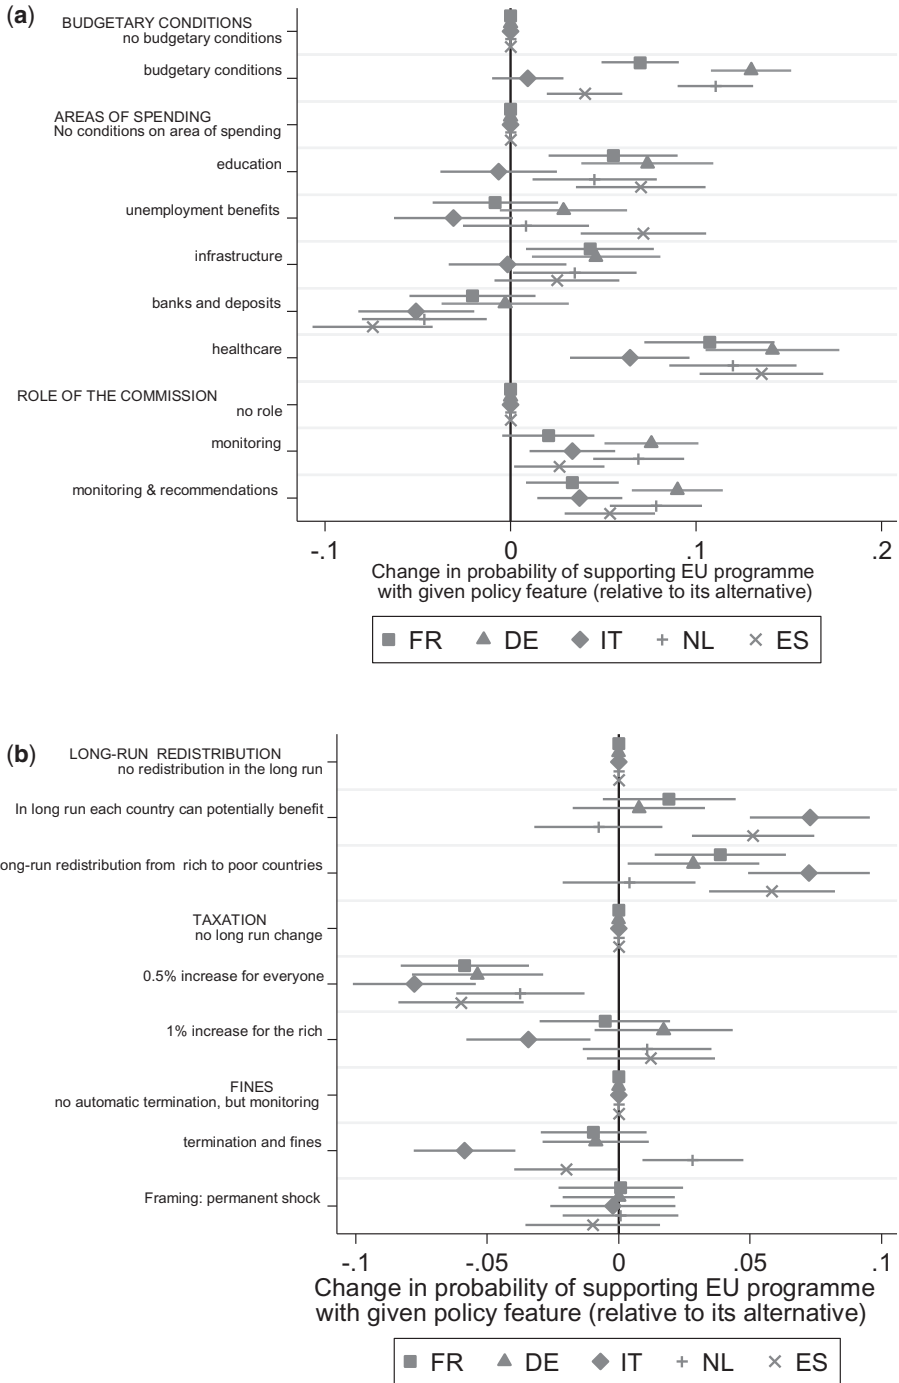 (a)
BUDGETARY CONDITIONS
no budgetary conditions
budgetary conditions
AREAS OF SPENDING
No conditions on area of spending
education
unemployment benefits
infrastructure
banks and deposits
healthcare
ROLE OF THE COMMISSION
no role
monitoring
monitoring & recommendations
-.1 0 .1 .2
Change in probability of supporting EU programme
with given policy feature (relative to its alternative)
FR DE IT NL ES
(b)
LONG-RUN REDISTRIBUTION
no redistribution in the long run
In long run each country can potentially benefit
ong-run redistribution from rich to poor countries
TAXATION
no long run change
0.5% increase for everyone
1% increase for the rich
FINES
no automatic termination, but monitoring
termination and fines
Framing: permanent shock
-.1 -.05 0 .05 .1
Change in probability of supporting EU programme
with given policy feature (relative to its alternative)
FR DE IT NL ES